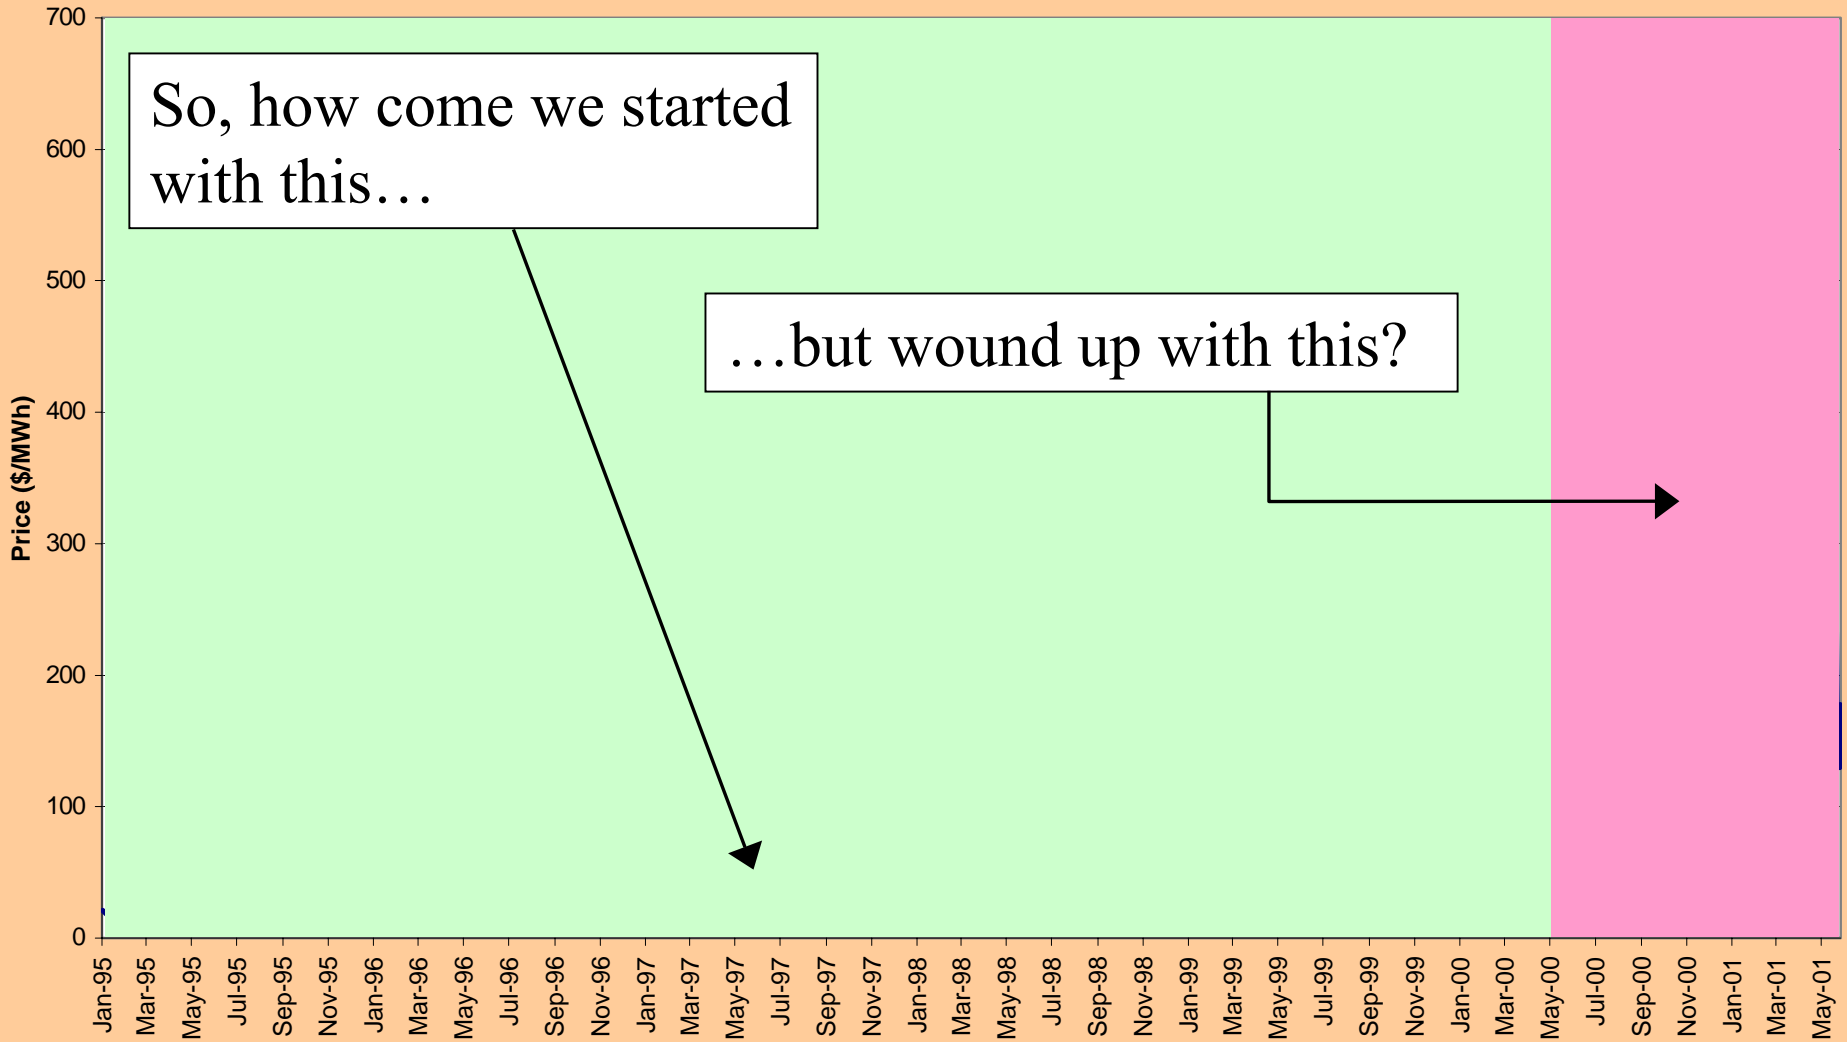 700
So, how come we started
with this…
600
500
…but wound up with this?
400
Price ($/MWh)
300
200
100
0
Jan-95
Mar-95
May-95
Jul-95
Sep-95
Nov-95
Jan-96
Mar-96
May-96
Jul-96
Sep-96
Nov-96
Jan-97
Mar-97
May-97
Jul-97
Sep-97
Nov-97
Jan-98
Mar-98
May-98
Jul-98
Sep-98
Nov-98
Jan-99
Mar-99
May-99
Jul-99
Sep-99
Nov-99
Jan-00
Mar-00
May-00
Jul-00
Sep-00
Nov-00
Jan-01
Mar-01
May-01